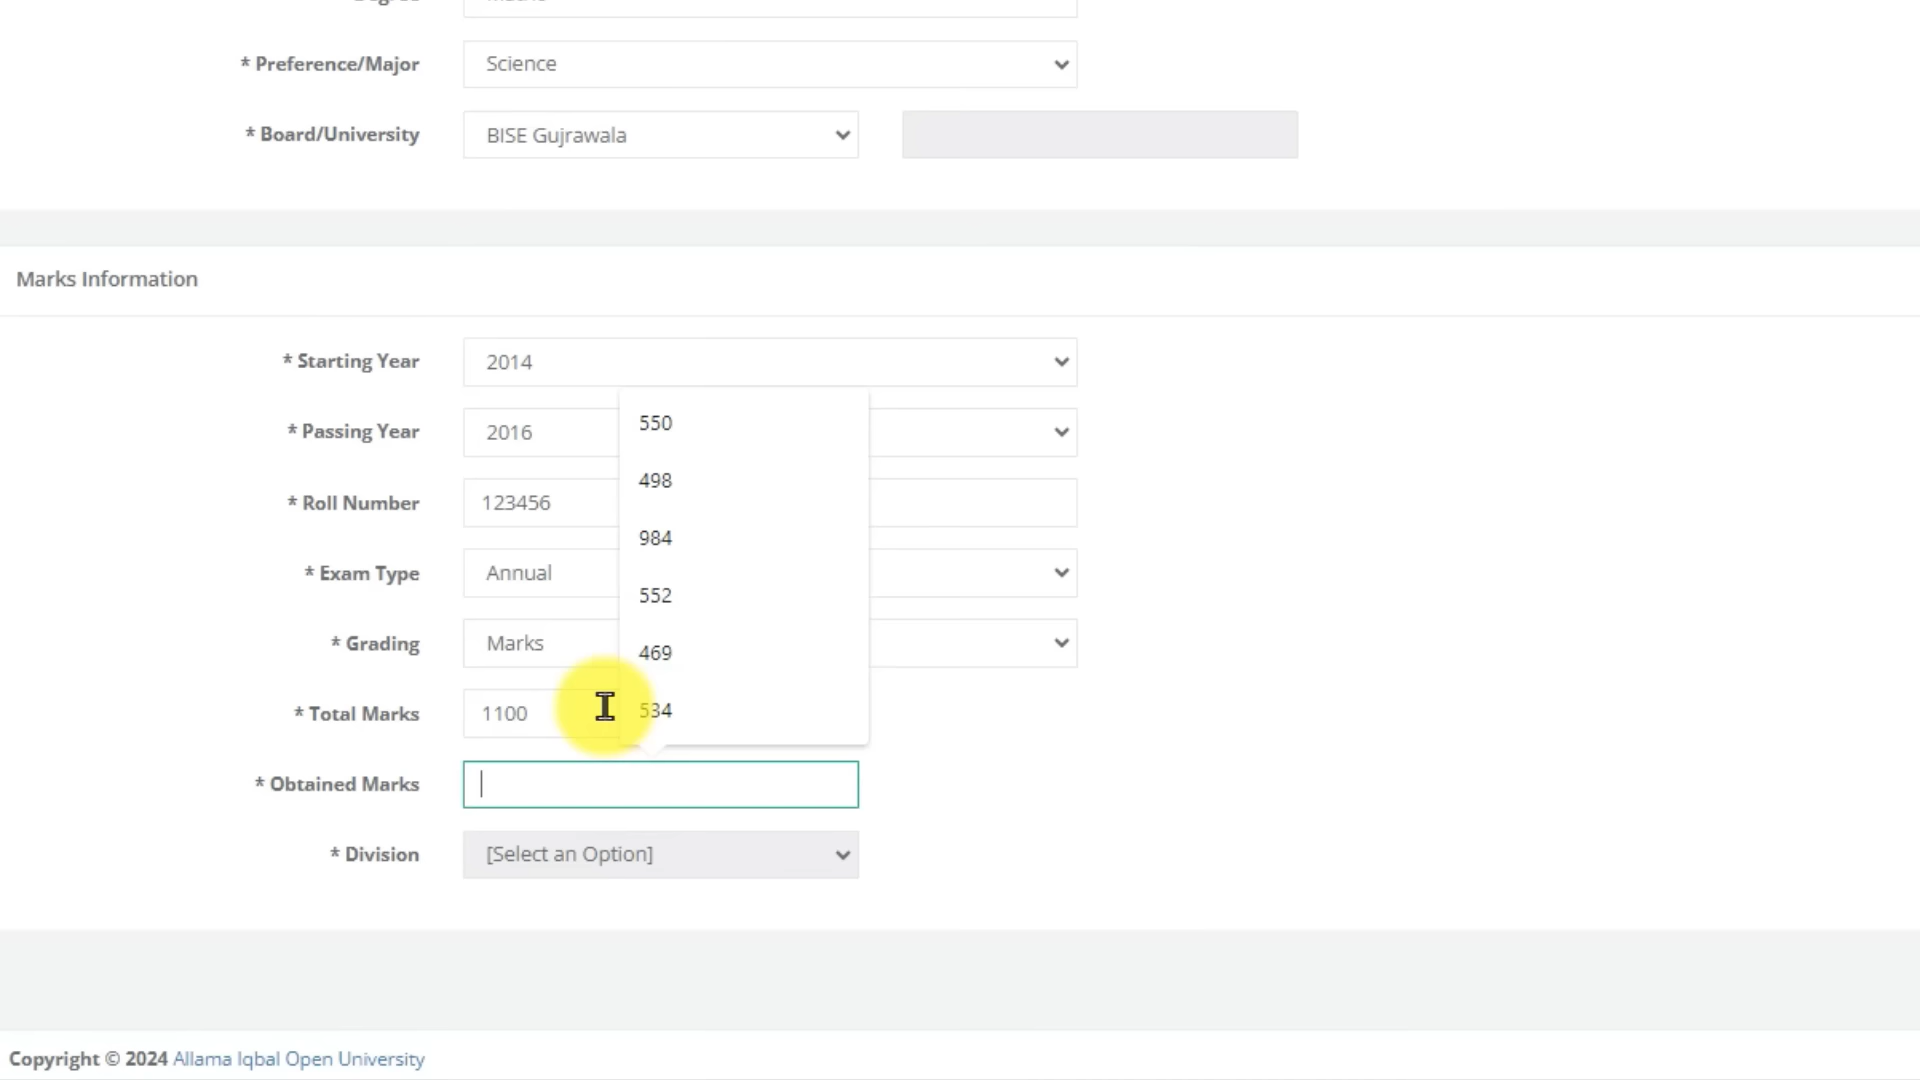 * Preference/Major Science
* Board/University BISE Gujrawala
Marks Information
* Starting Year 2014
* Passing Year 2016
* Roll Number 123456
* Exam Type Annual
* Grading Marks
* Total Marks 1100
550
498
984
552
469
534
* Obtained Marks
* Division [Select an Option]
Copyright © 2024 Allama Iqbal Open University